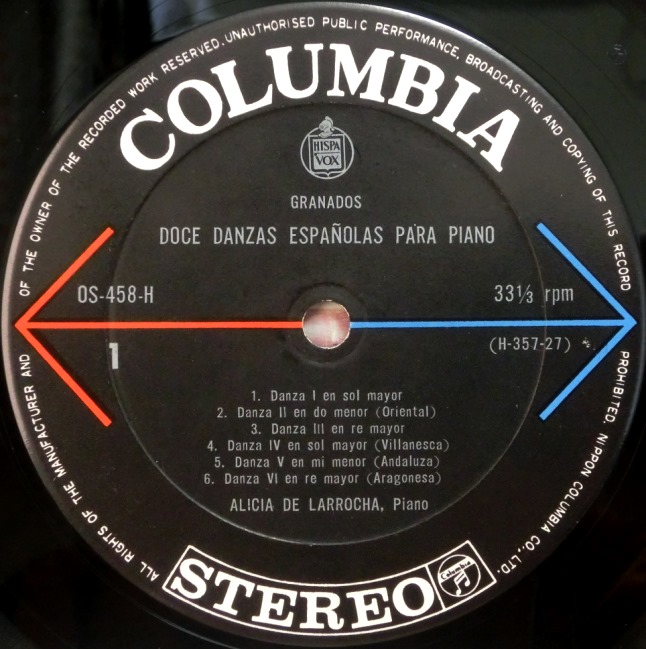 ALL RIGHTS OF THE MANUFACTURER AND OF THE OWNER OF THE RECORDED WORK RESERVED. UNAUTHORISED PUBLIC PERFORMANCE, BROADCASTING AND COPYING OF THIS RECORD PROHIBITED. NIPPON COLUMBIA CO., LTD.
COLUMBIA
HISPA
VOX
GRANADOS
DOCE DANZAS ESPAÑOLAS PARA PIANO
OS-458-H
33⅓ rpm
1
(H-357-27)
1. Danza I en sol mayor
2. Danza II en do menor (Oriental)
3. Danza III en re mayor
4. Danza IV en sol mayor (Villanesca)
5. Danza V en mi menor (Andaluza)
6. Danza VI en re mayor (Aragonesa)
ALICIA DE LARROCHA, Piano
STEREO
Columbia